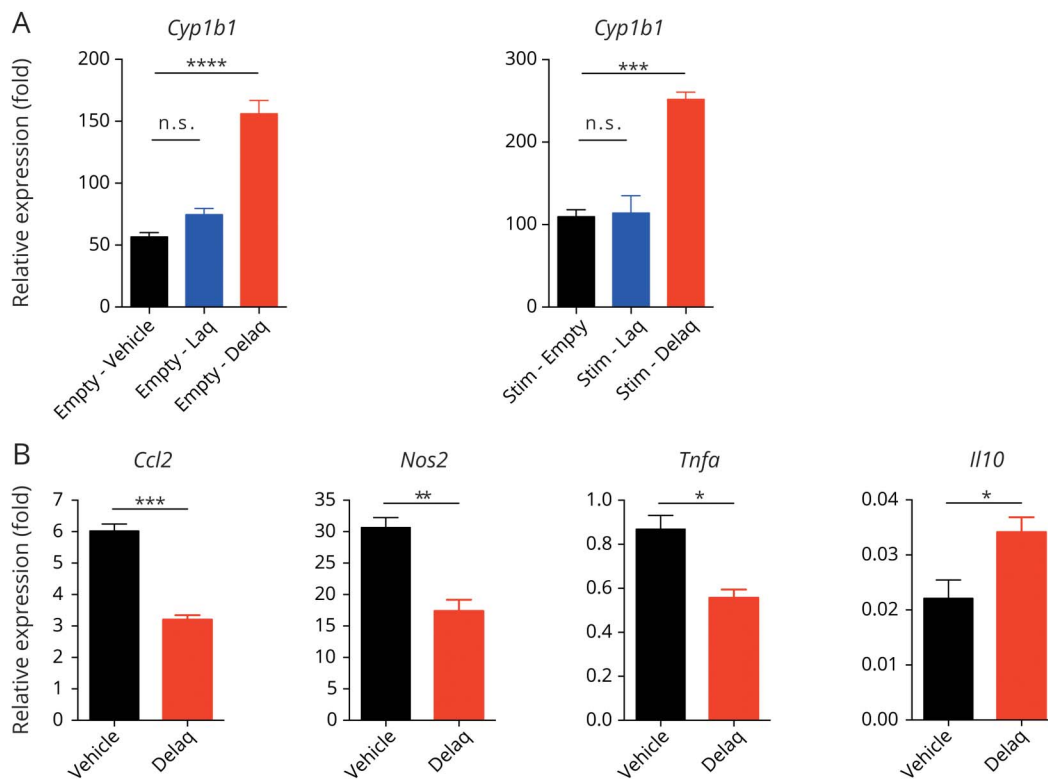 A
Cyp1b1
Relative expression (fold)
200
150
100
50
0
****
n.s.
Empty - Vehicle
Empty - Laq
Empty - Delaq
Cyp1b1
300
200
100
0
***
n.s.
Stim - Empty
Stim - Laq
Stim - Delaq
B
Ccl2
Relative expression (fold)
7
6
5
4
3
2
1
0
***
Vehicle
Delaq
Nos2
35
30
25
20
15
10
5
0
**
Vehicle
Delaq
Tnfa
1.0
0.8
0.6
0.4
0.2
0.0
*
Vehicle
Delaq
Il10
0.04
0.03
0.02
0.01
0.00
*
Vehicle
Delaq